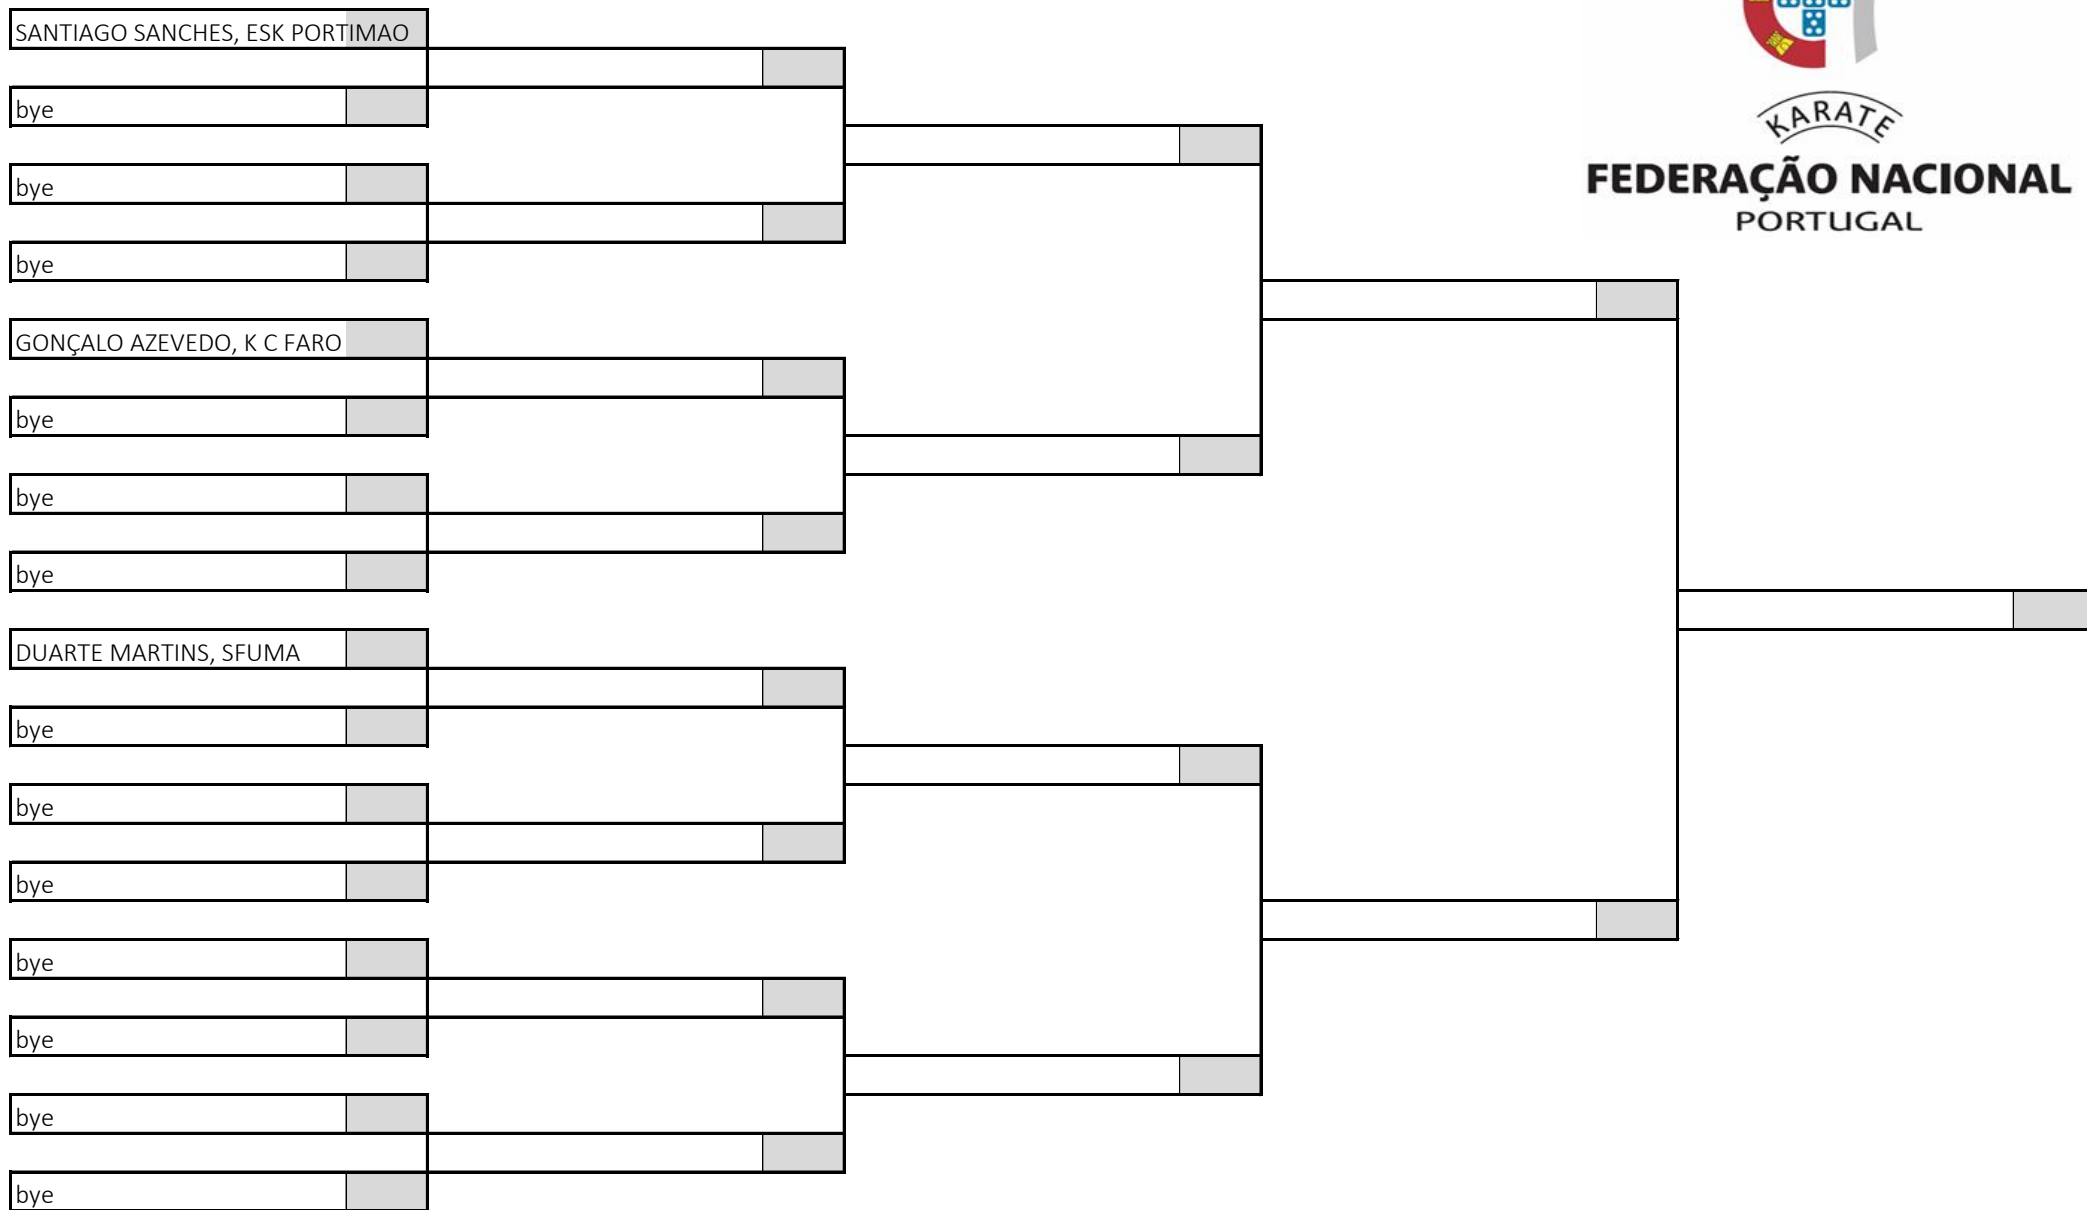 SANTIAGO SANCHES, ESK PORTIMAO
bye
bye
bye
GONÇALO AZEVEDO, K C FARO
bye
bye
bye
DUARTE MARTINS, SFUMA
bye
bye
bye
bye
bye
bye
bye
KARATE
FEDERAÇÃO NACIONAL
PORTUGAL